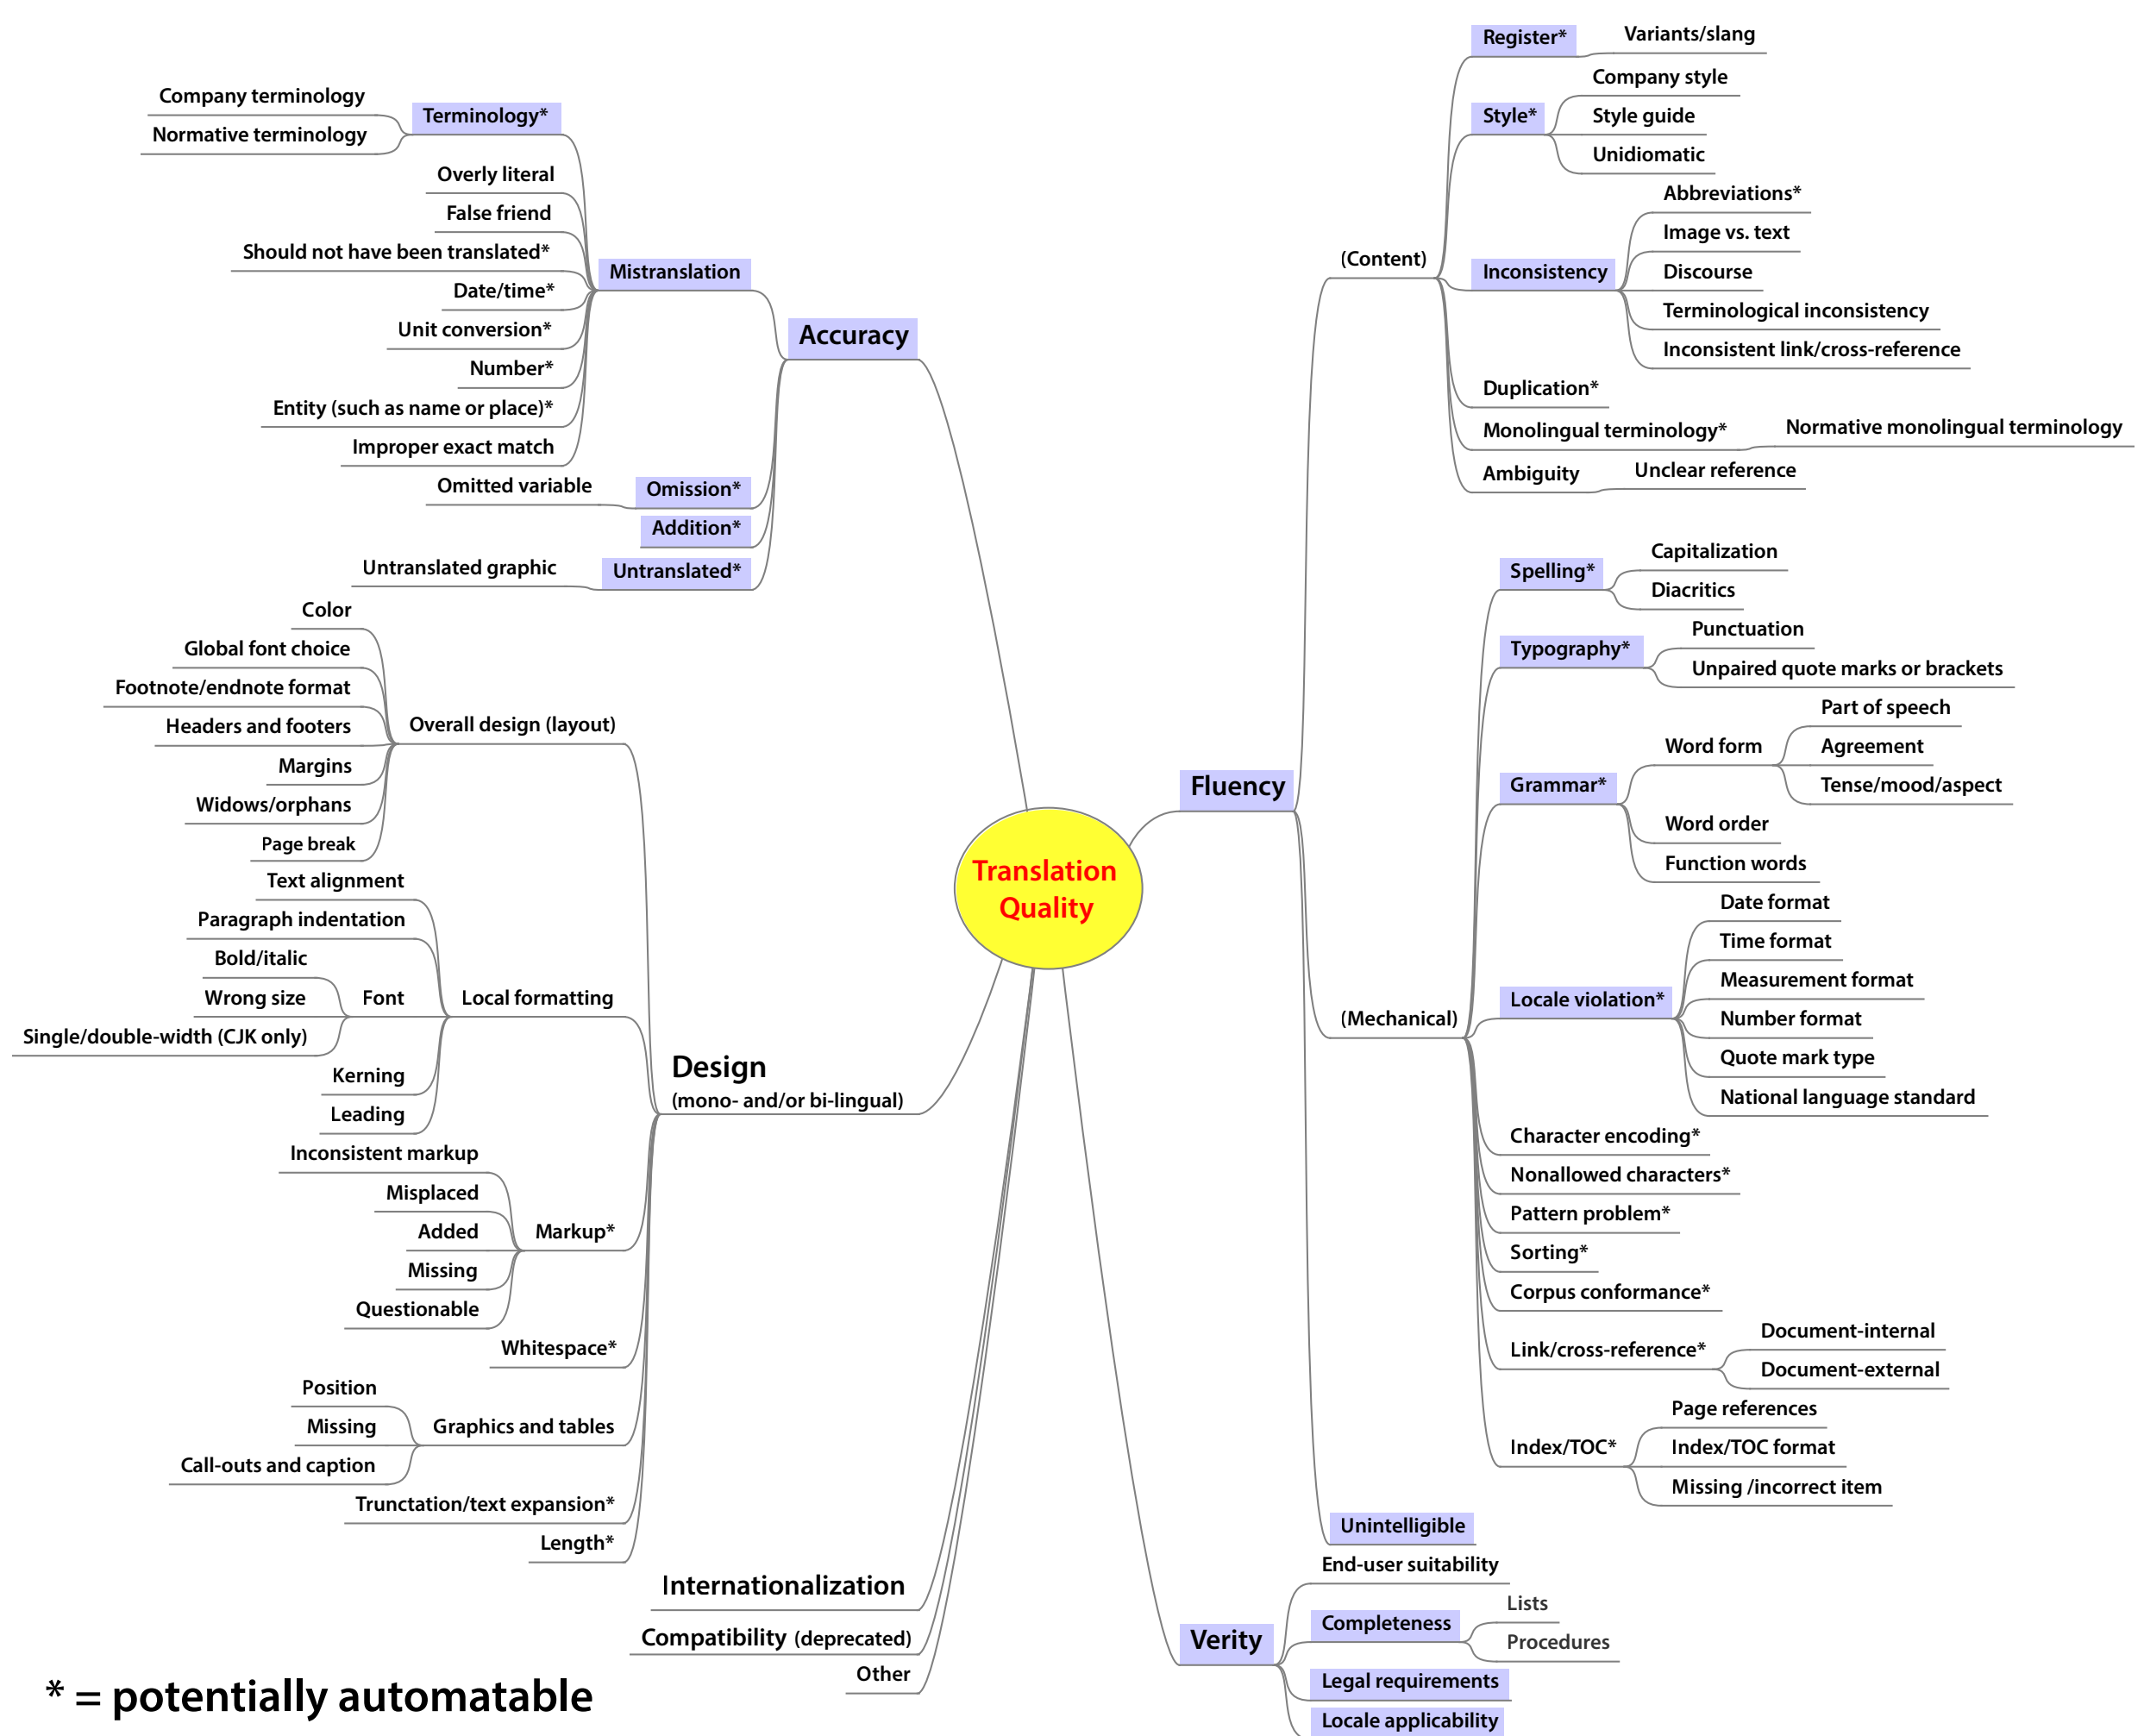 Translation
Quality
Accuracy
Mistranslation
Terminology*
Company terminology
Normative terminology
Overly literal
False friend
Should not have been translated*
Date/time*
Unit conversion*
Number*
Entity (such as name or place)*
Improper exact match
Omission*
Omitted variable
Addition*
Untranslated*
Untranslated graphic
Design
(mono- and/or bi-lingual)
Overall design (layout)
Color
Global font choice
Footnote/endnote format
Headers and footers
Margins
Widows/orphans
Page break
Local formatting
Text alignment
Paragraph indentation
Font
Bold/italic
Wrong size
Single/double-width (CJK only)
Kerning
Leading
Markup*
Inconsistent markup
Misplaced
Added
Missing
Questionable
Whitespace*
Graphics and tables
Position
Missing
Call-outs and caption
Trunctation/text expansion*
Length*
Internationalization
Compatibility (deprecated)
Other
Fluency
(Content)
Register*
Variants/slang
Style*
Company style
Style guide
Unidiomatic
Inconsistency
Abbreviations*
Image vs. text
Discourse
Terminological inconsistency
Inconsistent link/cross-reference
Duplication*
Monolingual terminology*
Normative monolingual terminology
Ambiguity
Unclear reference
(Mechanical)
Spelling*
Capitalization
Diacritics
Typography*
Punctuation
Unpaired quote marks or brackets
Grammar*
Word form
Part of speech
Agreement
Tense/mood/aspect
Word order
Function words
Locale violation*
Date format
Time format
Measurement format
Number format
Quote mark type
National language standard
Character encoding*
Nonallowed characters*
Pattern problem*
Sorting*
Corpus conformance*
Link/cross-reference*
Document-internal
Document-external
Index/TOC*
Page references
Index/TOC format
Missing /incorrect item
Unintelligible
Verity
End-user suitability
Completeness
Lists
Procedures
Legal requirements
Locale applicability
* = potentially automatable